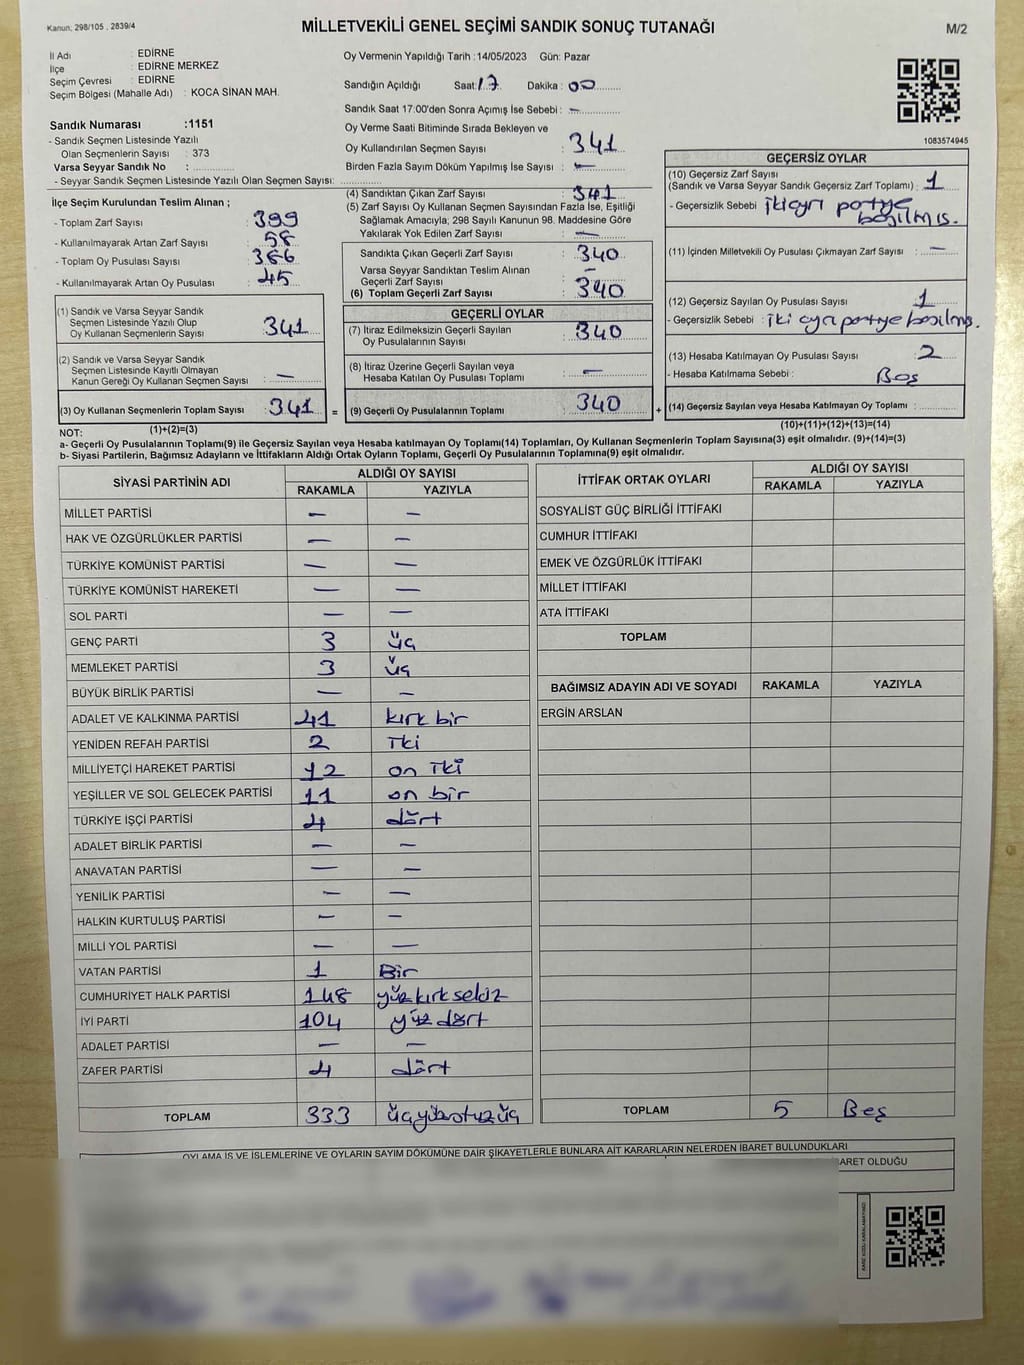 Kanun, 298/105 , 2839/4
MİLLETVEKİLİ GENEL SEÇİMİ SANDIK SONUÇ TUTANAĞI
M/2
İl Adı : EDİRNE
İlçe : EDİRNE MERKEZ
Seçim Çevresi : EDİRNE
Seçim Bölgesi (Mahalle Adı) : KOCA SİNAN MAH.
Sandık Numarası :1151
- Sandık Seçmen Listesinde Yazılı
Olan Seçmenlerin Sayısı : 373
Varsa Seyyar Sandık No :
- Seyyar Sandık Seçmen Listesinde Yazılı Olan Seçmen Sayısı:
İlçe Seçim Kurulundan Teslim Alınan ;
- Toplam Zarf Sayısı : 399
- Kullanılmayarak Artan Zarf Sayısı : 58
- Toplam Oy Pusulası Sayısı : 386
- Kullanılmayarak Artan Oy Pusulası : 45
(1) Sandık ve Varsa Seyyar Sandık
Seçmen Listesinde Yazılı Olup
Oy Kullanan Seçmenlerin Sayısı : 341
(2) Sandık ve Varsa Seyyar Sandık
Seçmen Listesinde Kayıtlı Olmayan
Kanun Gereği Oy Kullanan Seçmen Sayısı : —
(3) Oy Kullanan Seçmenlerin Toplam Sayısı : 341 =
Oy Vermenin Yapıldığı Tarih :14/05/2023 Gün: Pazar
Sandığın Açıldığı Saat: 17 Dakika : 00
Sandık Saat 17:00'den Sonra Açımış İse Sebebi : —
Oy Verme Saati Bitiminde Sırada Bekleyen ve
Oy Kullandırılan Seçmen Sayısı : 341
Birden Fazla Sayım Döküm Yapılmış İse Sayısı : —
(4) Sandıktan Çıkan Zarf Sayısı : 341
(5) Zarf Sayısı Oy Kullanan Seçmen Sayısından Fazla İse, Eşitliği
Sağlamak Amacıyla; 298 Sayılı Kanunun 98. Maddesine Göre
Yakılarak Yok Edilen Zarf Sayısı : —
Sandıkta Çıkan Geçerli Zarf Sayısı : 340
Varsa Seyyar Sandıktan Teslim Alınan
Geçerli Zarf Sayısı : —
(6) Toplam Geçerli Zarf Sayısı : 340
GEÇERLİ OYLAR
(7) İtiraz Edilmeksizin Geçerli Sayılan
Oy Pusulalarının Sayısı : 340
(8) İtiraz Üzerine Geçerli Sayılan veya
Hesaba Katılan Oy Pusulası Toplamı : —
(9) Geçerli Oy Pusulalarının Toplamı : 340 +
1083574945
GEÇERSİZ OYLAR
(10) Geçersiz Zarf Sayısı
(Sandık ve Varsa Seyyar Sandık Geçersiz Zarf Toplamı) : 1
- Geçersizlik Sebebi : iki ayrı partiye
basılmış.
(11) İçinden Milletvekili Oy Pusulası Çıkmayan Zarf Sayısı : —
(12) Geçersiz Sayılan Oy Pusulası Sayısı : 1
- Geçersizlik Sebebi : iki ayrı partiye basılmış.
(13) Hesaba Katılmayan Oy Pusulası Sayısı : 2
- Hesaba Katılmama Sebebi : Boş
(14) Geçersiz Sayılan veya Hesaba Katılmayan Oy Toplamı :
NOT: (1)+(2)=(3)
(10)+(11)+(12)+(13)=(14)
a- Geçerli Oy Pusulalarının Toplamı(9) ile Geçersiz Sayılan veya Hesaba katılmayan Oy Toplamı(14) Toplamları, Oy Kullanan Seçmenlerin Toplam Sayısına(3) eşit olmalıdır. (9)+(14)=(3)
b- Siyasi Partilerin, Bağımsız Adayların ve İttifakların Aldığı Ortak Oyların Toplamı, Geçerli Oy Pusulalarının Toplamına(9) eşit olmalıdır.
SİYASİ PARTİNİN ADI ALDIĞI OY SAYISI
RAKAMLA YAZIYLA
MİLLET PARTİSİ — —
HAK VE ÖZGÜRLÜKLER PARTİSİ — —
TÜRKİYE KOMÜNİST PARTİSİ — —
TÜRKİYE KOMÜNİST HAREKETİ — —
SOL PARTİ — —
GENÇ PARTİ 3 üç
MEMLEKET PARTİSİ 3 üç
BÜYÜK BİRLİK PARTİSİ — —
ADALET VE KALKINMA PARTİSİ 41 kırk bir
YENİDEN REFAH PARTİSİ 2 İki
MİLLİYETÇİ HAREKET PARTİSİ 12 on İki
YEŞİLLER VE SOL GELECEK PARTİSİ 11 on bir
TÜRKİYE İŞÇİ PARTİSİ 4 dört
ADALET BİRLİK PARTİSİ — —
ANAVATAN PARTİSİ — —
YENİLİK PARTİSİ — —
HALKIN KURTULUŞ PARTİSİ — —
MİLLİ YOL PARTİSİ — —
VATAN PARTİSİ 1 Bir
CUMHURİYET HALK PARTİSİ 148 yüz kırk sekiz
İYİ PARTİ 104 yüz dört
ADALET PARTİSİ — —
ZAFER PARTİSİ 4 dört
TOPLAM 333 üçyüzotuzüç
İTTİFAK ORTAK OYLARI ALDIĞI OY SAYISI
RAKAMLA YAZIYLA
SOSYALİST GÜÇ BİRLİĞİ İTTİFAKI
CUMHUR İTTİFAKI
EMEK VE ÖZGÜRLÜK İTTİFAKI
MİLLET İTTİFAKI
ATA İTTİFAKI
TOPLAM
BAĞIMSIZ ADAYIN ADI VE SOYADI RAKAMLA YAZIYLA
ERGİN ARSLAN
TOPLAM 5 Beş
OYLAMA İŞ VE İŞLEMLERİNE VE OYLARIN SAYIM DÖKÜMÜNE DAİR ŞİKAYETLERLE BUNLARA AİT KARARLARIN NELERDEN İBARET BULUNDUKLARI
BARET OLDUĞU
KARE KODU KARALAMAYINIZ!